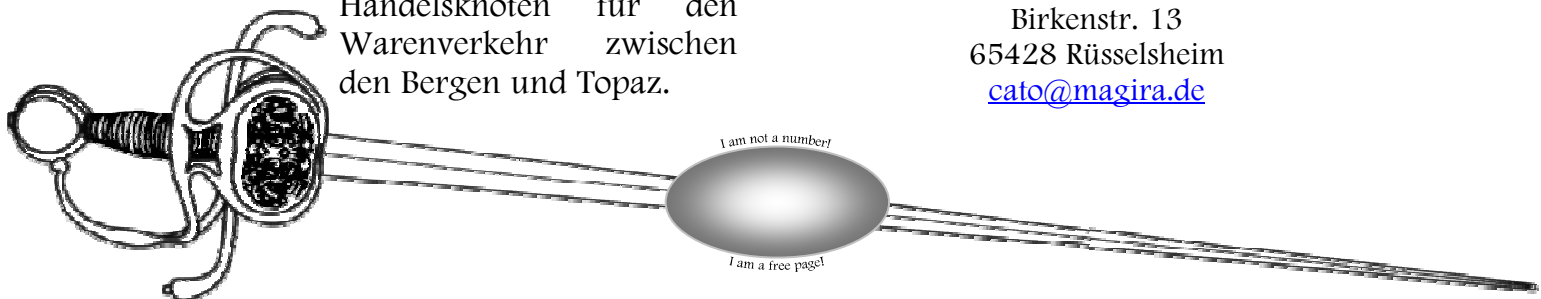 Handelsknoten für den
Warenverkehr zwischen
den Bergen und Topaz.
Birkenstr. 13
65428 Rüsselsheim
cato@magira.de
I am not a number!
I am a free page!